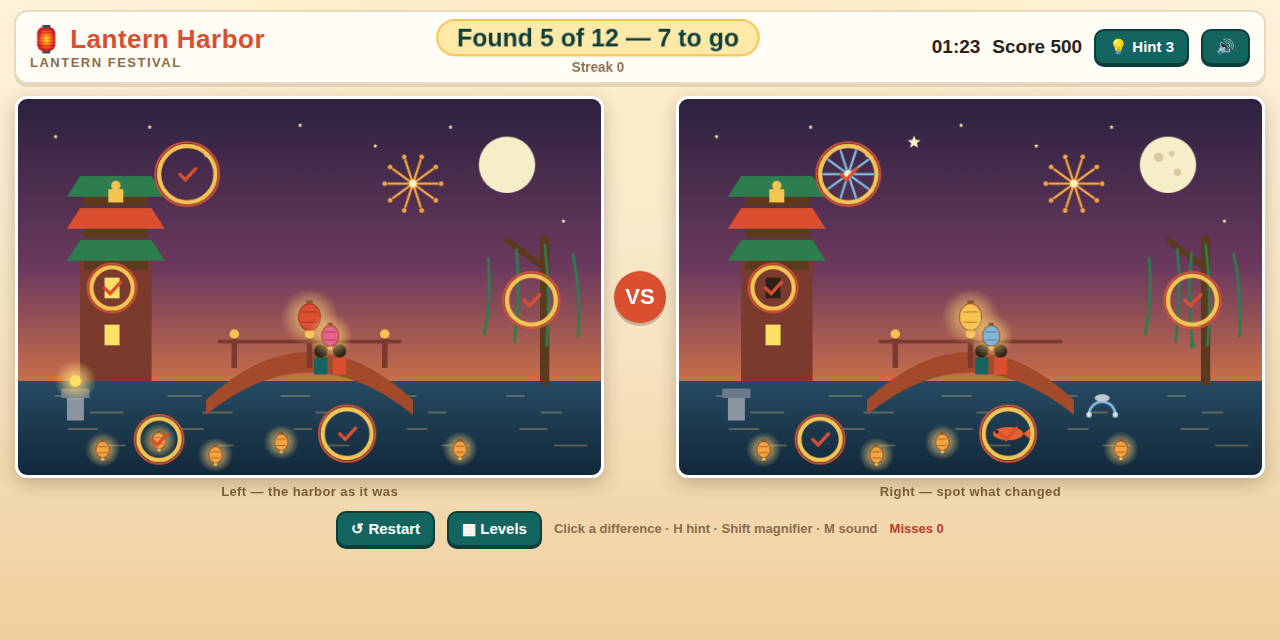 🏮 Lantern Harbor
LANTERN FESTIVAL
Found 5 of 12 — 7 to go
Streak 0
01:23 Score 500 💡 Hint 3 🔊
VS
Left — the harbor as it was
Right — spot what changed
↺ Restart ▦ Levels Click a difference · H hint · Shift magnifier · M sound Misses 0